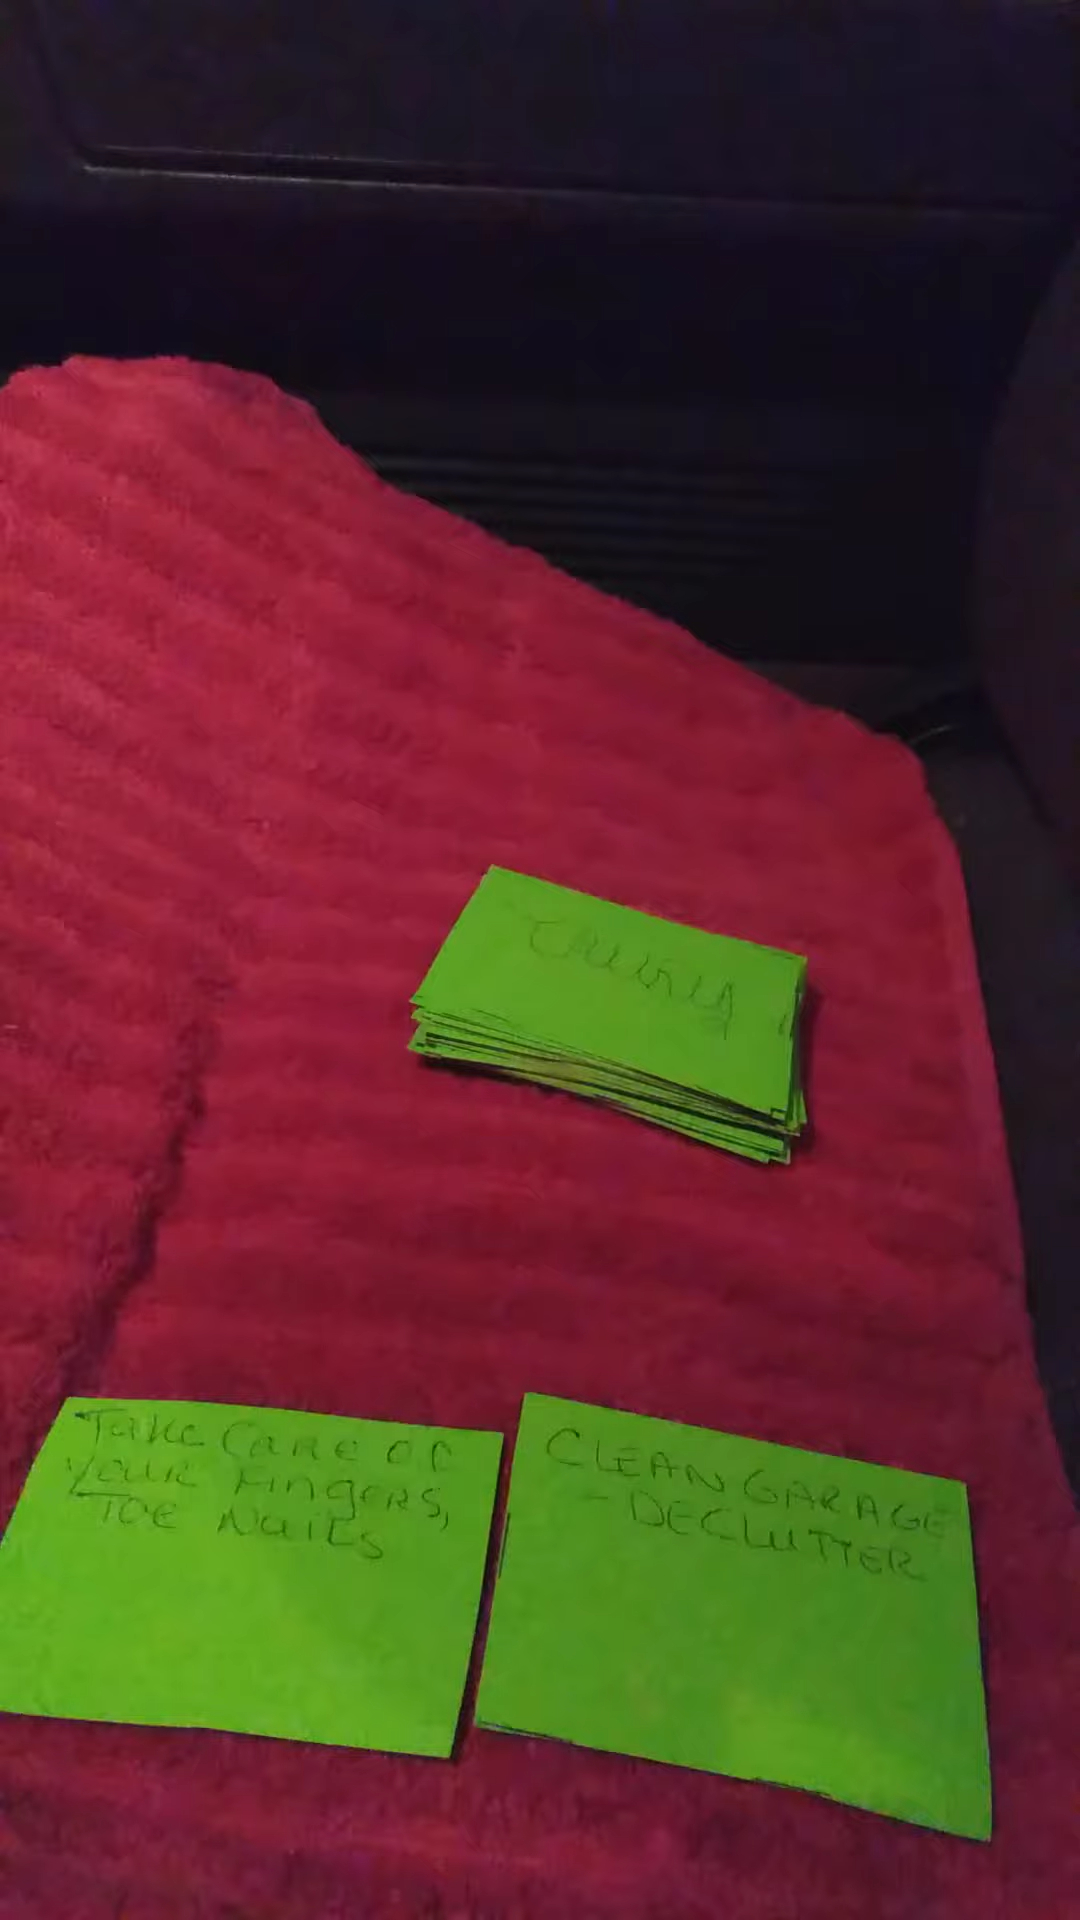 Take Care of
Your Fingers,
Toe Nails
CLEAN GARAGE
- DECLUTTER